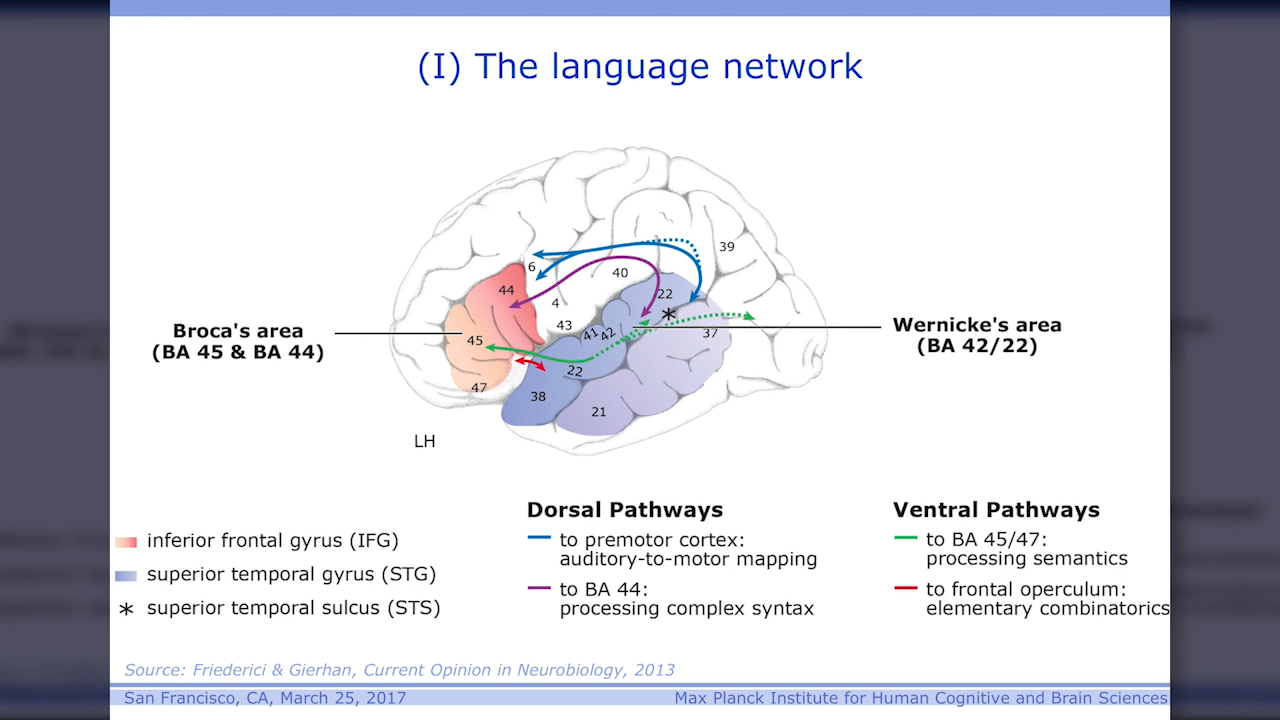 (I) The language network
39
6
40
44
22
4
*
43
41
42
37
45
22
47
38
21
Broca's area
(BA 45 & BA 44)
Wernicke's area
(BA 42/22)
LH
inferior frontal gyrus (IFG)
superior temporal gyrus (STG)
* superior temporal sulcus (STS)
Dorsal Pathways
to premotor cortex:
auditory-to-motor mapping
to BA 44:
processing complex syntax
Ventral Pathways
to BA 45/47:
processing semantics
to frontal operculum:
elementary combinatorics
Source: Friederici & Gierhan, Current Opinion in Neurobiology, 2013
San Francisco, CA, March 25, 2017
Max Planck Institute for Human Cognitive and Brain Sciences